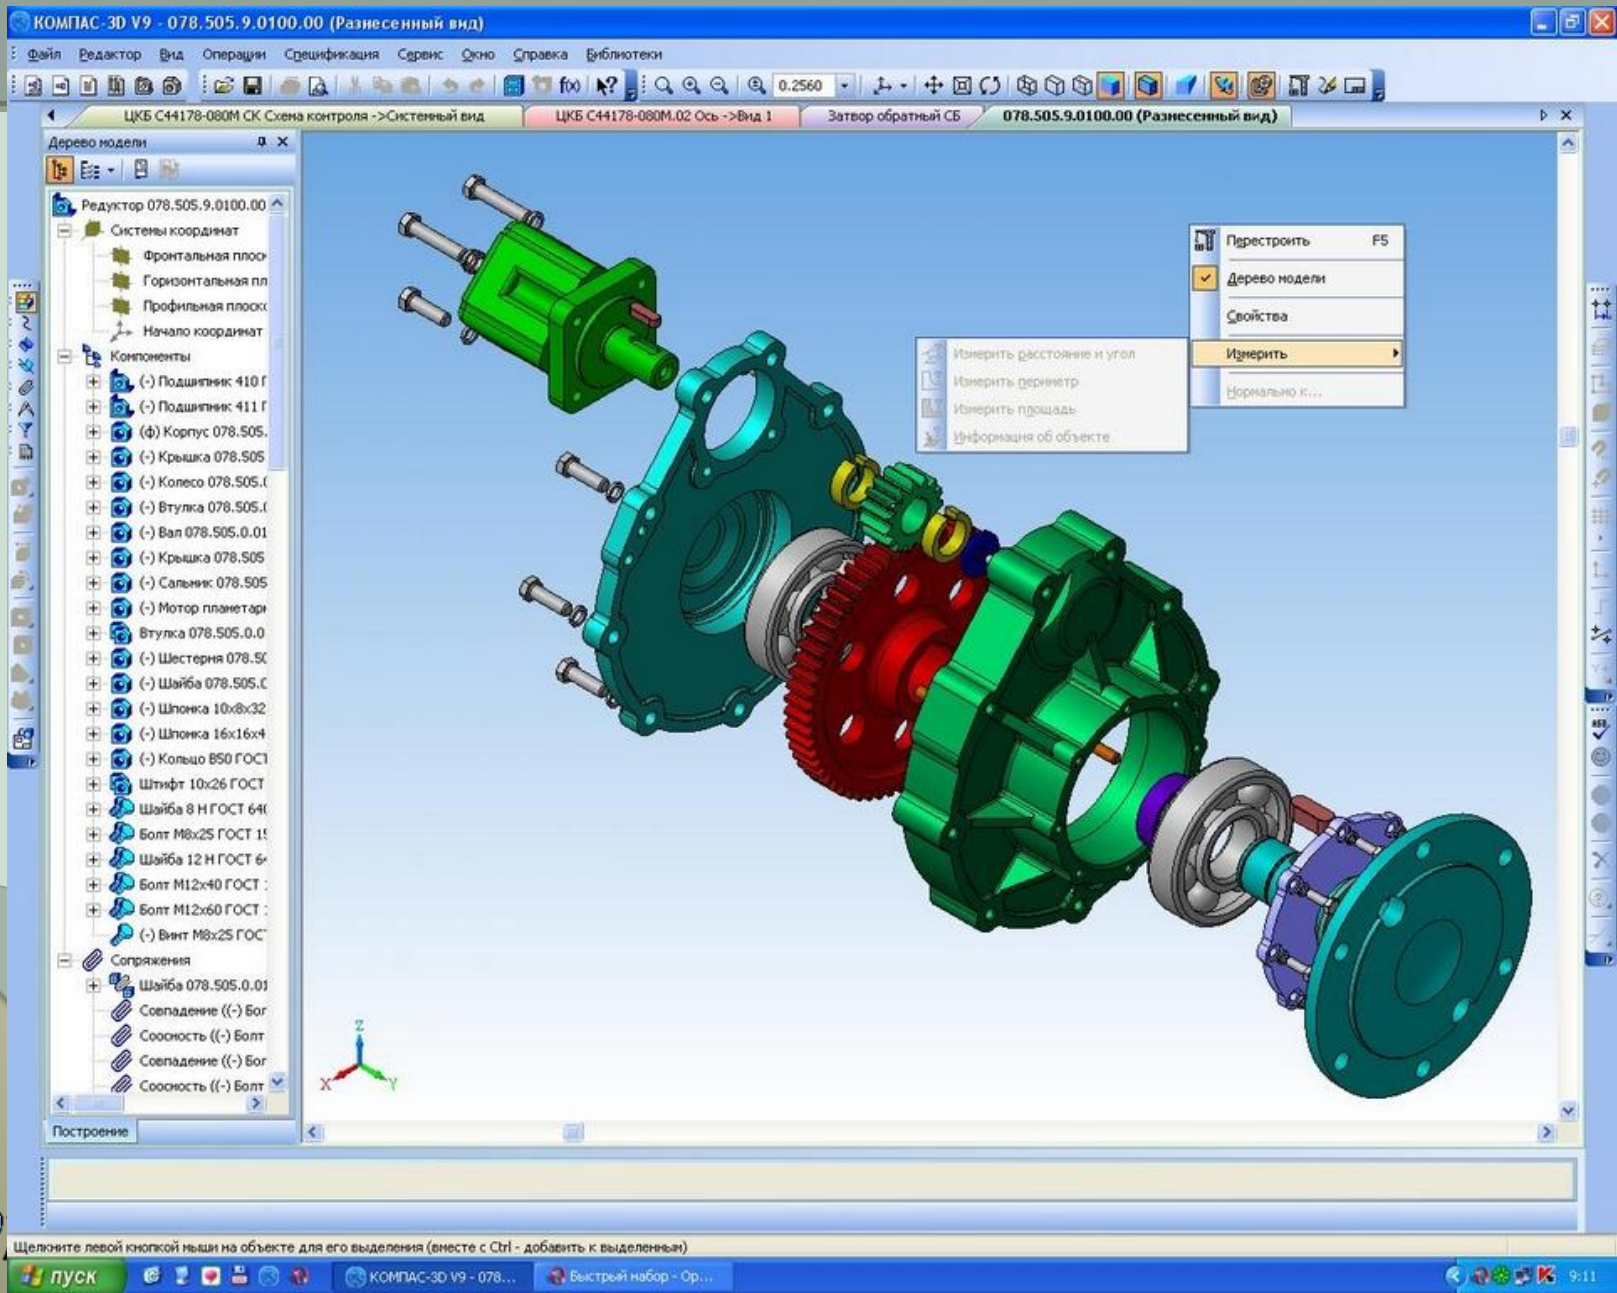 КОМПАС-3D V9 - 078.505.9.0100.00 (Разнесенный вид)
Файл Редактор Вид Операции Спецификация Сервис Окно Справка Библиотеки
f(x) 0.2560
ЦКБ С44178-080М СК Схема контроля ->Системный вид ЦКБ С44178-080М.02 Ось ->Вид 1 Затвор обратный СБ 078.505.9.0100.00 (Разнесенный вид)
Дерево модели
Редуктор 078.505.9.0100.00
Системы координат
Фронтальная плоск
Горизонтальная пл
Профильная плоск
Начало координат
Компоненты
(-) Подшипник 410 Г
(-) Подшипник 411 Г
(ф) Корпус 078.505.
(-) Крышка 078.505
(-) Колесо 078.505.(
(-) Втулка 078.505.(
(-) Вал 078.505.0.01
(-) Крышка 078.505
(-) Сальник 078.505
(-) Мотор планетарн
Втулка 078.505.0.0
(-) Шестерня 078.50
(-) Шайба 078.505.0
(-) Шпонка 10х8х32
(-) Шпонка 16х16х4
(-) Кольцо В50 ГОСТ
Штифт 10х26 ГОСТ
Шайба 8 Н ГОСТ 640
Болт М8х25 ГОСТ 15
Шайба 12 Н ГОСТ 64
Болт М12х40 ГОСТ
Болт М12х60 ГОСТ
(-) Винт М8х25 ГОСТ
Сопряжения
Шайба 078.505.0.01
Совпадение ((-) Бол
Соосность ((-) Болт
Совпадение ((-) Бол
Соосность ((-) Болт
Построение
Перестроить F5
Дерево модели
Свойства
Измерить
Нормально к...
Измерить расстояние и угол
Измерить периметр
Измерить площадь
Информация об объекте
Z
X
Y
Щелкните левой кнопкой мыши на объекте для его выделения (вместе с Ctrl - добавить к выделенным)
пуск КОМПАС-3D V9 - 078... Быстрый набор - Op... 9:11